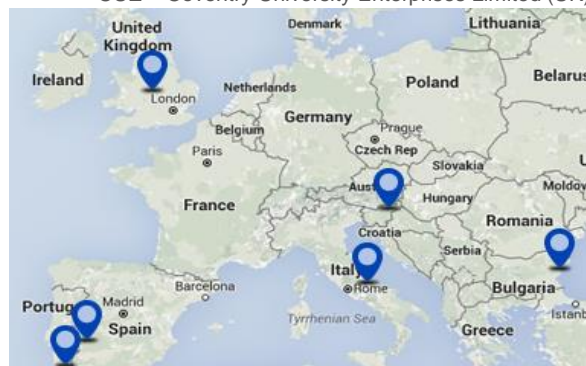 CUE – Coventry University Enterprises Limited (UK)
United
Kingdom
Denmark
Lithuania
Ireland
London
Netherlands
Poland
Belarus
Belgium
Germany
Paris
Prague
Czech Rep
Slovakia
France
Aust
Hungary
Moldov
Croatia
Romania
Serbia
Italy
Rome
Portug
Madrid
Barcelona
Spain
Tyrrhenian Sea
Bulgaria
Istanb
Greece